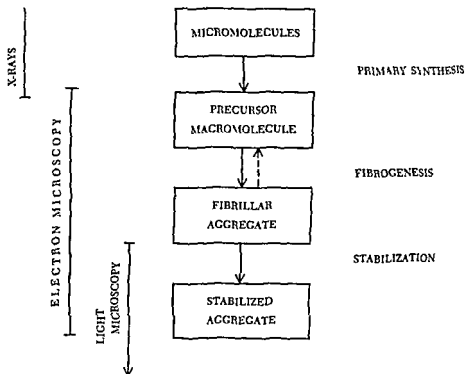 MICROMOLECULES
X-RAYS
PRIMARY SYNTHESIS
PRECURSOR
MACROMOLECULE
ELECTRON MICROSCOPY
FIBROGENESIS
FIBRILLAR
AGGREGATE
STABILIZATION
LIGHT
MICROSCOPY
STABILIZED
AGGREGATE